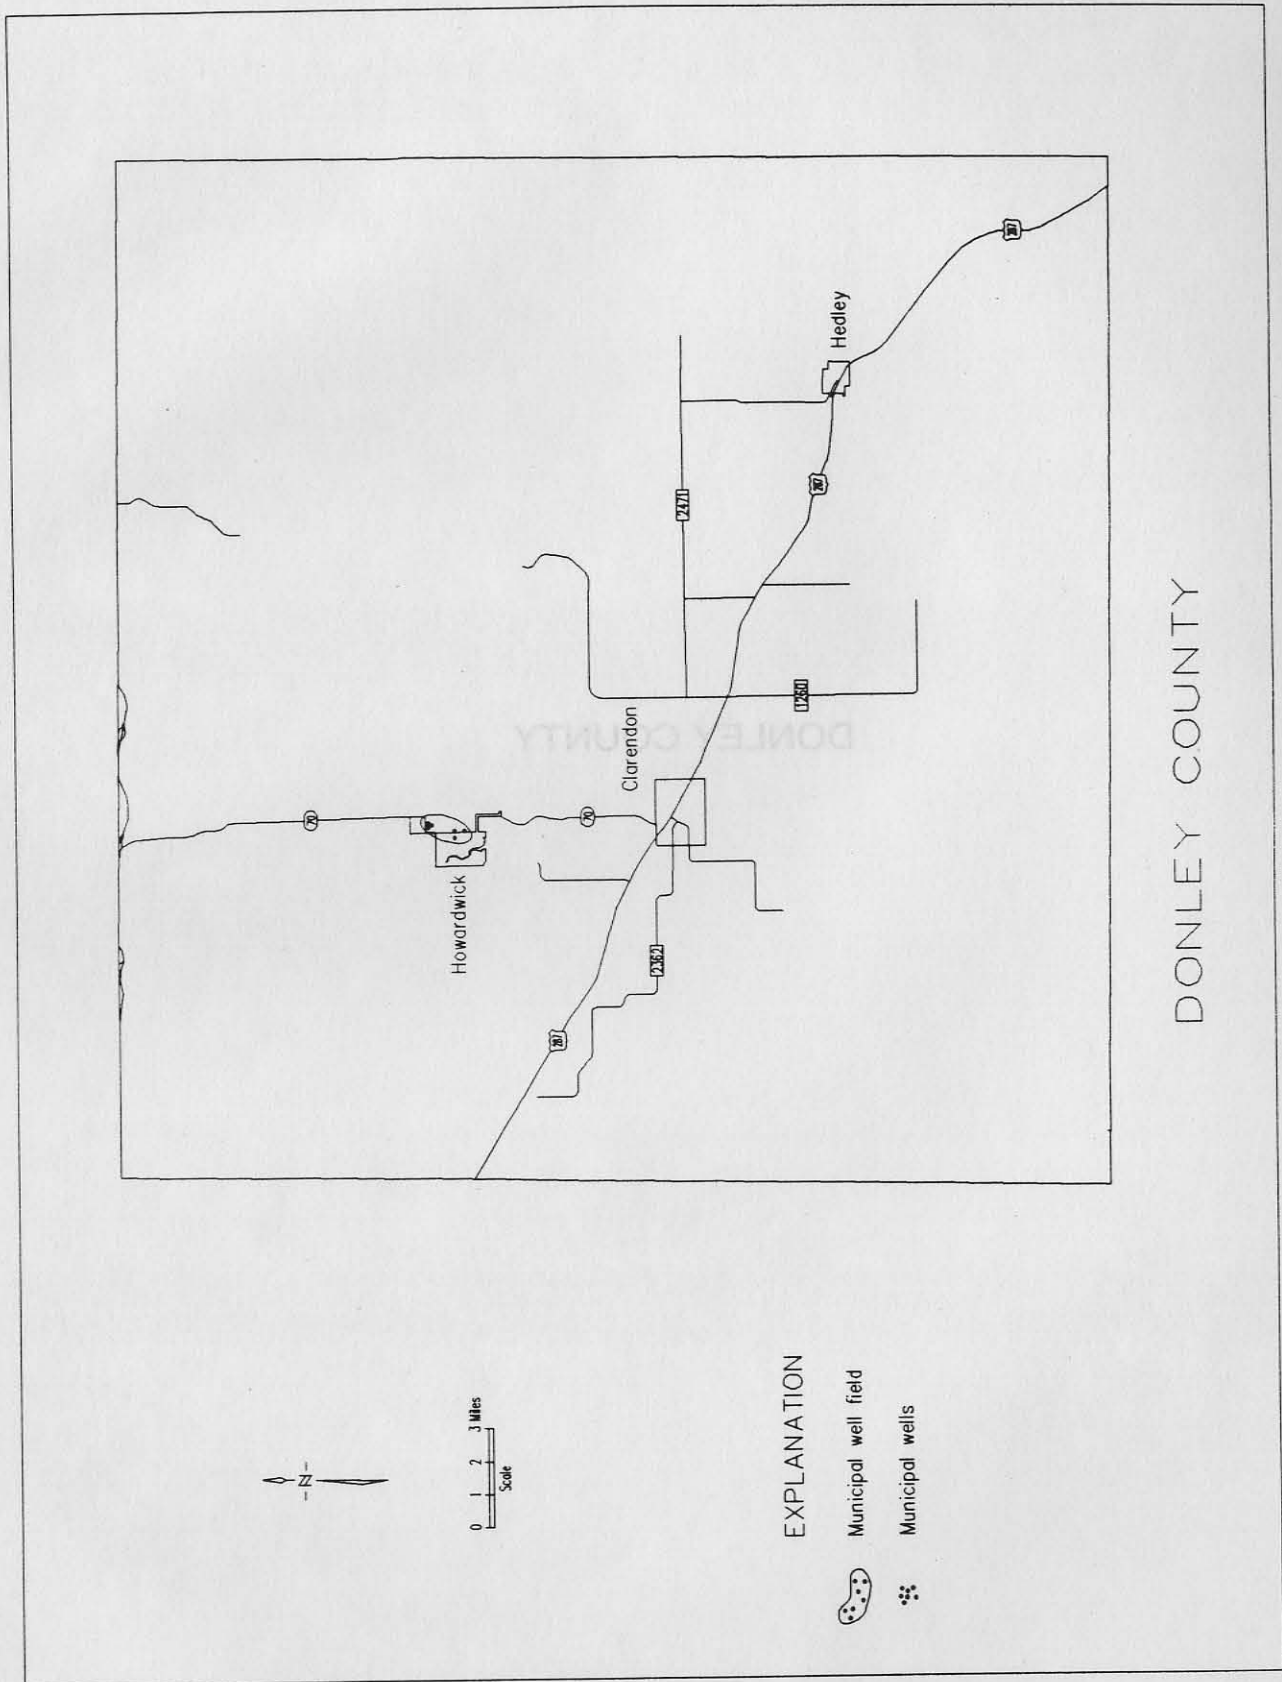 70
Howardwick
70
Clarendon
287
2362
2471
287
Hedley
1260
287
N
0 1 2 3 Miles
Scale
EXPLANATION
Municipal well field
Municipal wells
DONLEY COUNTY
DONLEY COUNTY